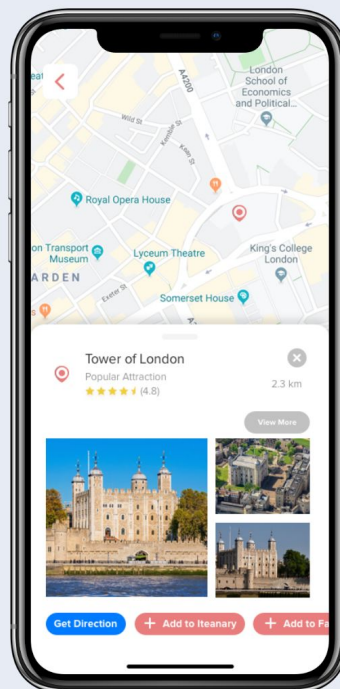 London
School of
Economics
and Political...
A4200
Wild St
Kemble St
Kean St
Royal Opera House
on Transport
Museum
Lyceum Theatre
King's College
London
ARDEN
Exeter St
Somerset House
Tower of London
Popular Attraction
(4.8)
2.3 km
View More
Get Direction
+ Add to Iteanary
+ Add to Fa